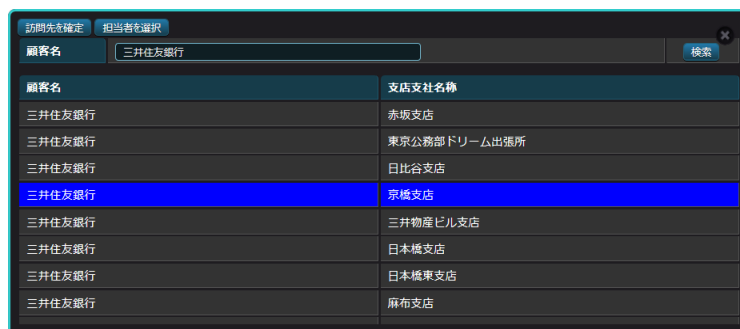 訪問先を確定 担当者を選択
顧客名 三井住友銀行 検索
顧客名 支店支社名称
三井住友銀行 赤坂支店
三井住友銀行 東京公務部ドリーム出張所
三井住友銀行 日比谷支店
三井住友銀行 京橋支店
三井住友銀行 三井物産ビル支店
三井住友銀行 日本橋支店
三井住友銀行 日本橋東支店
三井住友銀行 麻布支店